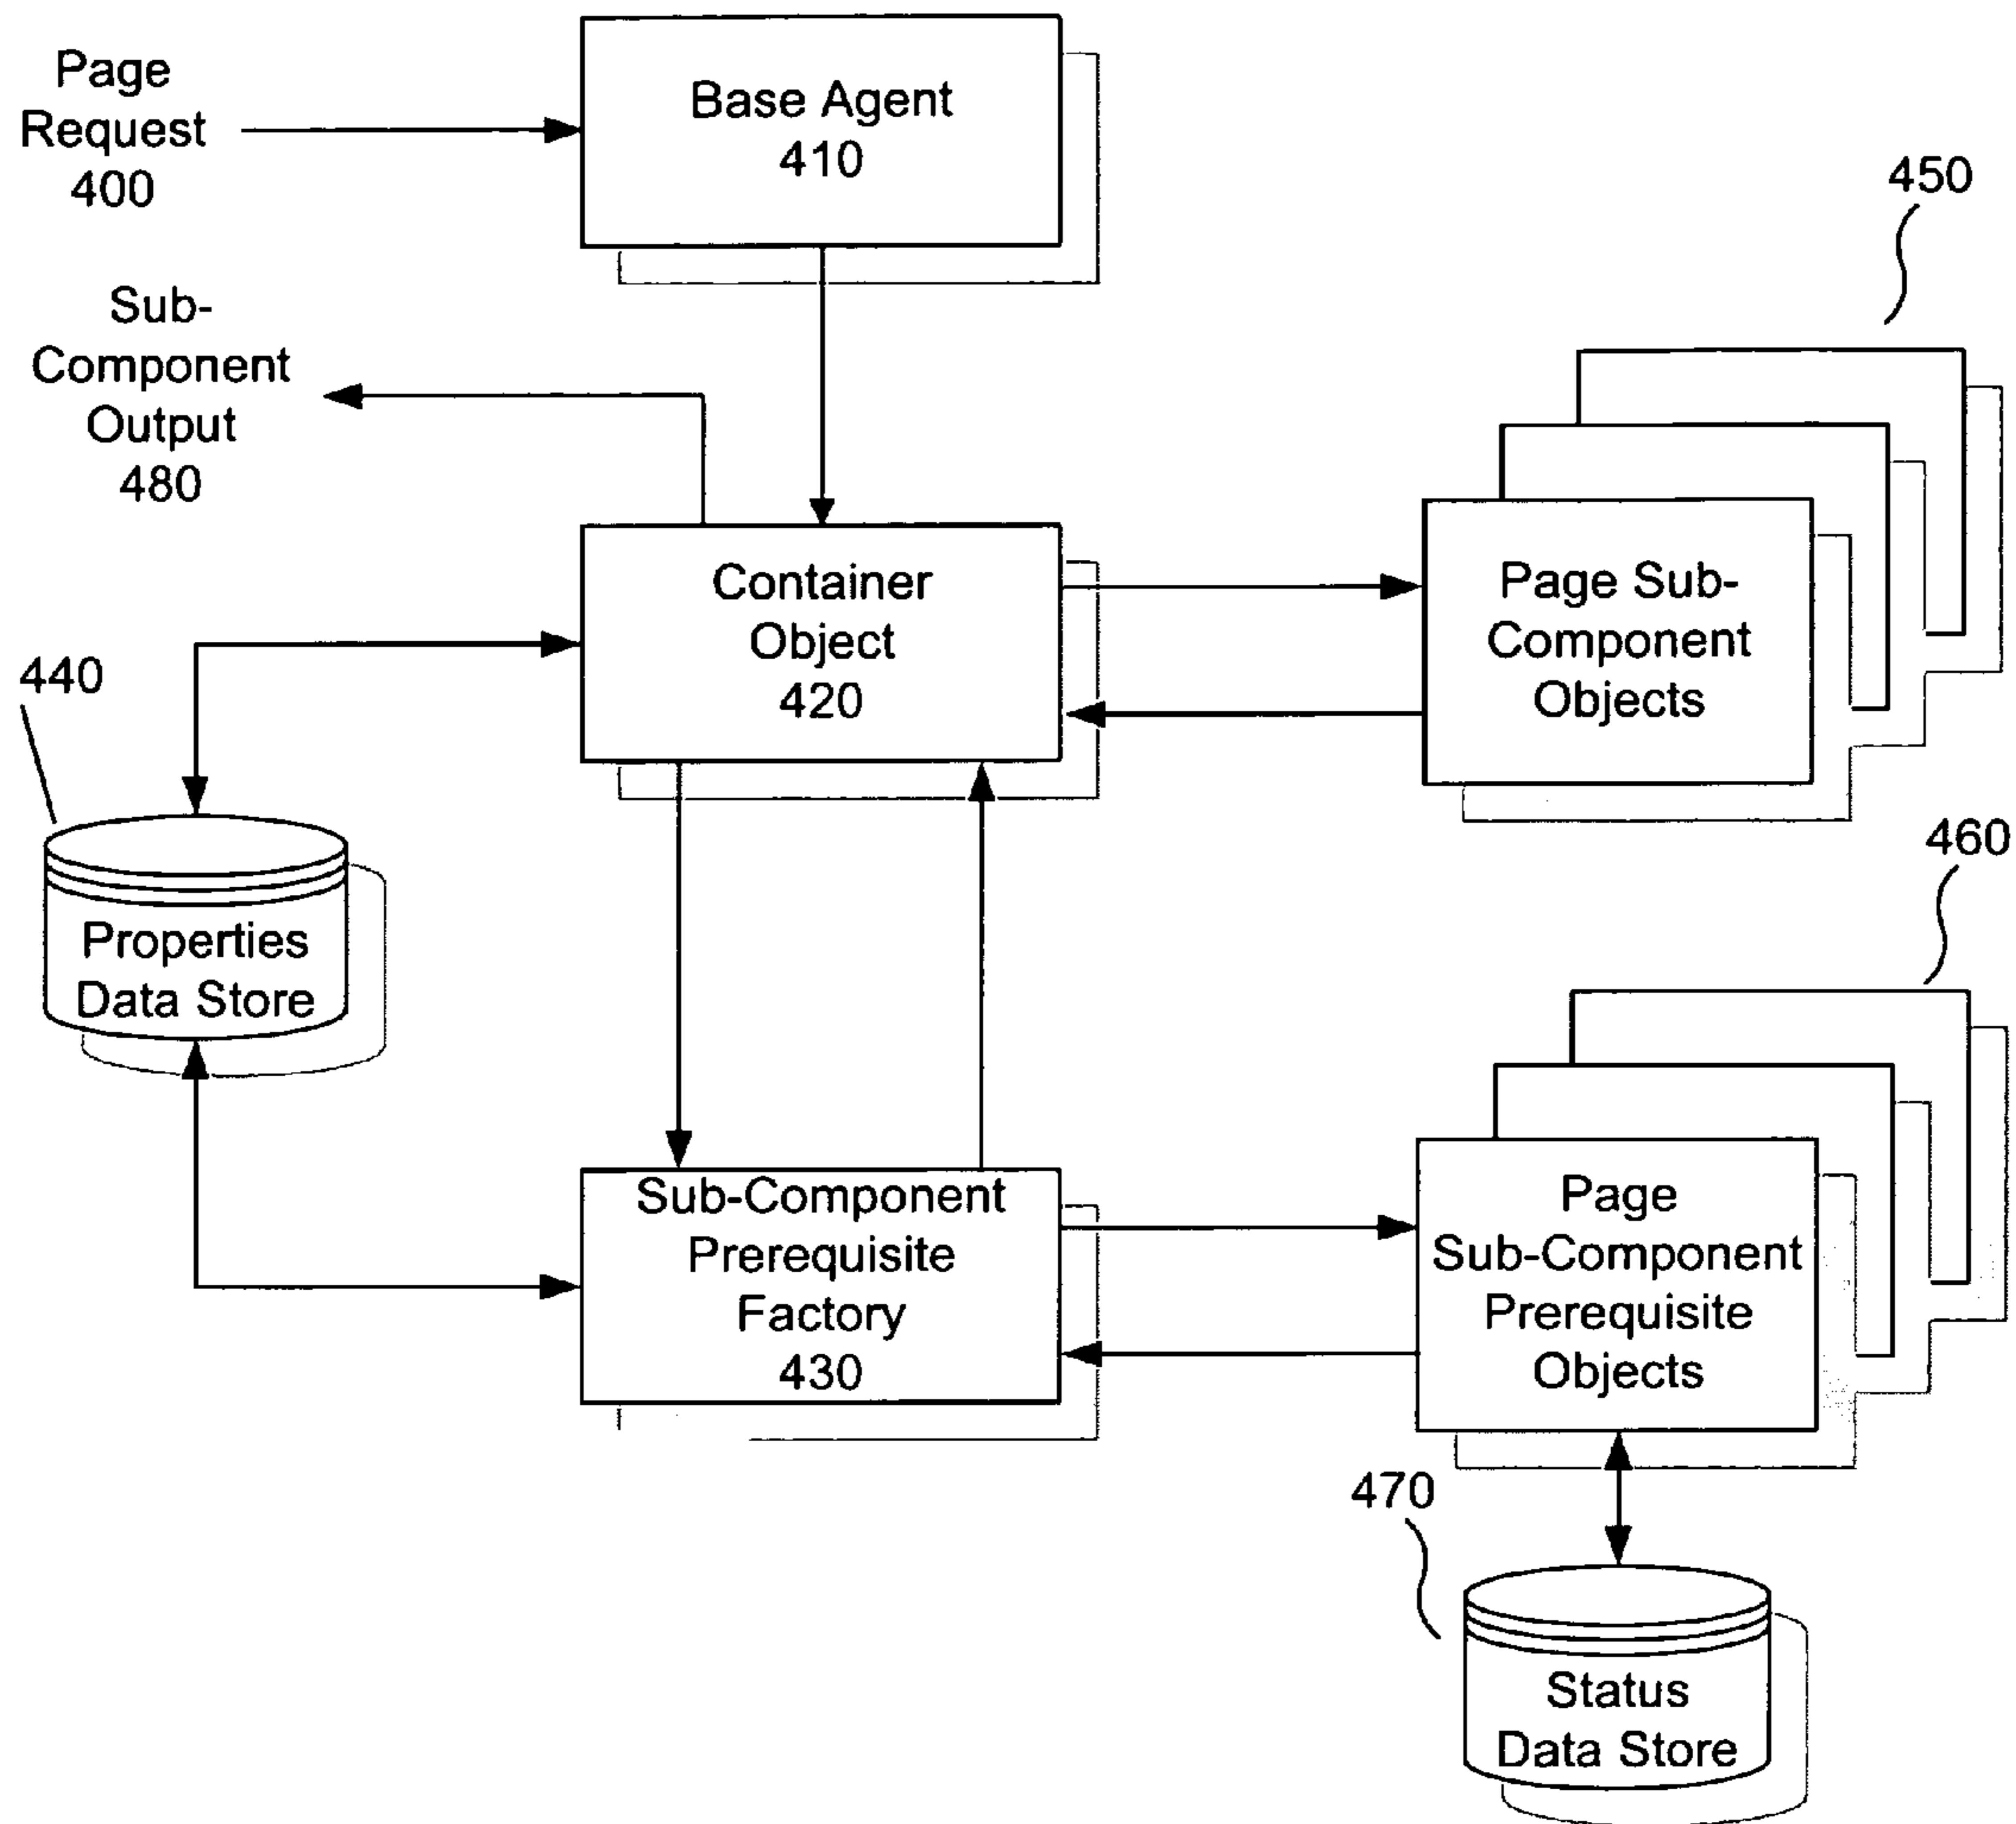 Page
Request
400
Base Agent
410
450
Sub-
Component
Output
480
Container
Object
420
Page Sub-
Component
Objects
440
Properties
Data Store
460
Sub-Component
Prerequisite
Factory
430
Page
Sub-Component
Prerequisite
Objects
470
Status
Data Store